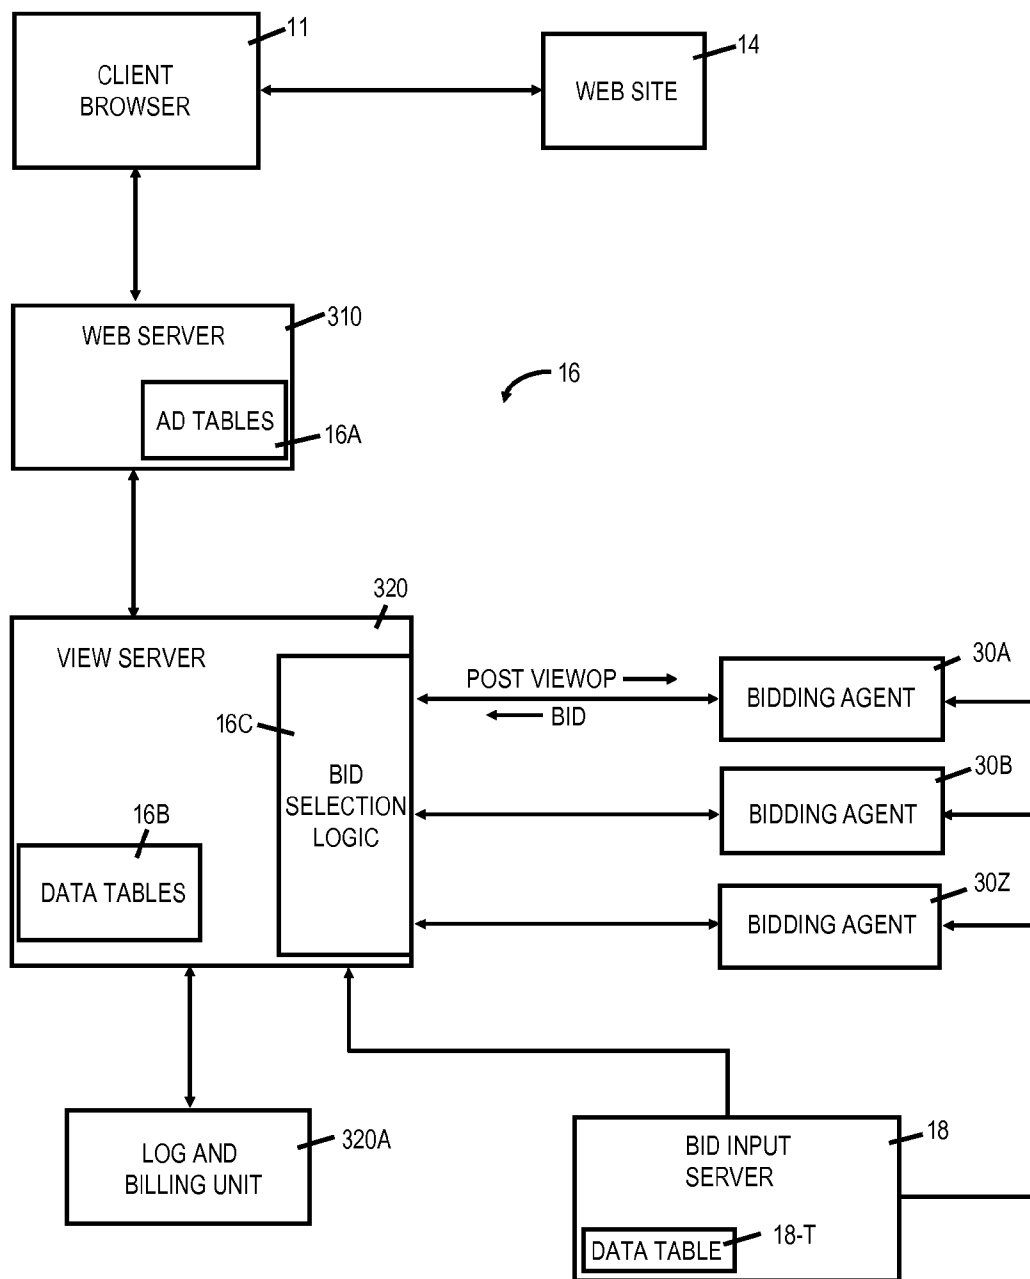 11
CLIENT
BROWSER
14
WEB SITE
310
WEB SERVER
AD TABLES
16A
16
320
VIEW SERVER
16C
BID
SELECTION
LOGIC
16B
DATA TABLES
POST VIEWOP
BID
30A
BIDDING AGENT
30B
BIDDING AGENT
30Z
BIDDING AGENT
320A
LOG AND
BILLING UNIT
18
BID INPUT
SERVER
DATA TABLE
18-T